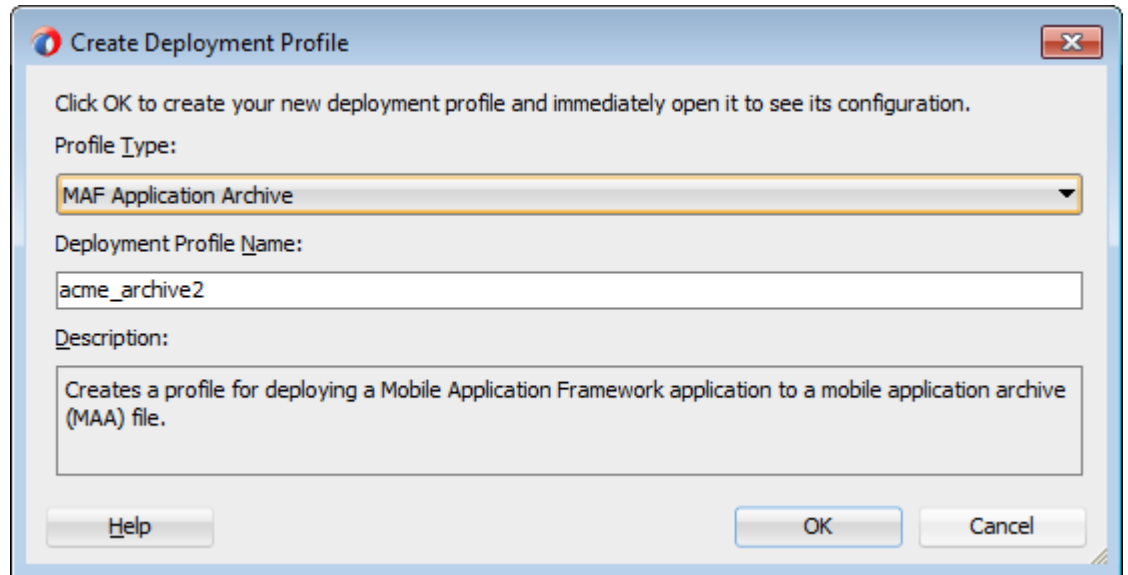 Create Deployment Profile
Click OK to create your new deployment profile and immediately open it to see its configuration.
Profile Type:
MAF Application Archive
Deployment Profile Name:
acme_archive2
Description:
Creates a profile for deploying a Mobile Application Framework application to a mobile application archive
(MAA) file.
Help
OK
Cancel